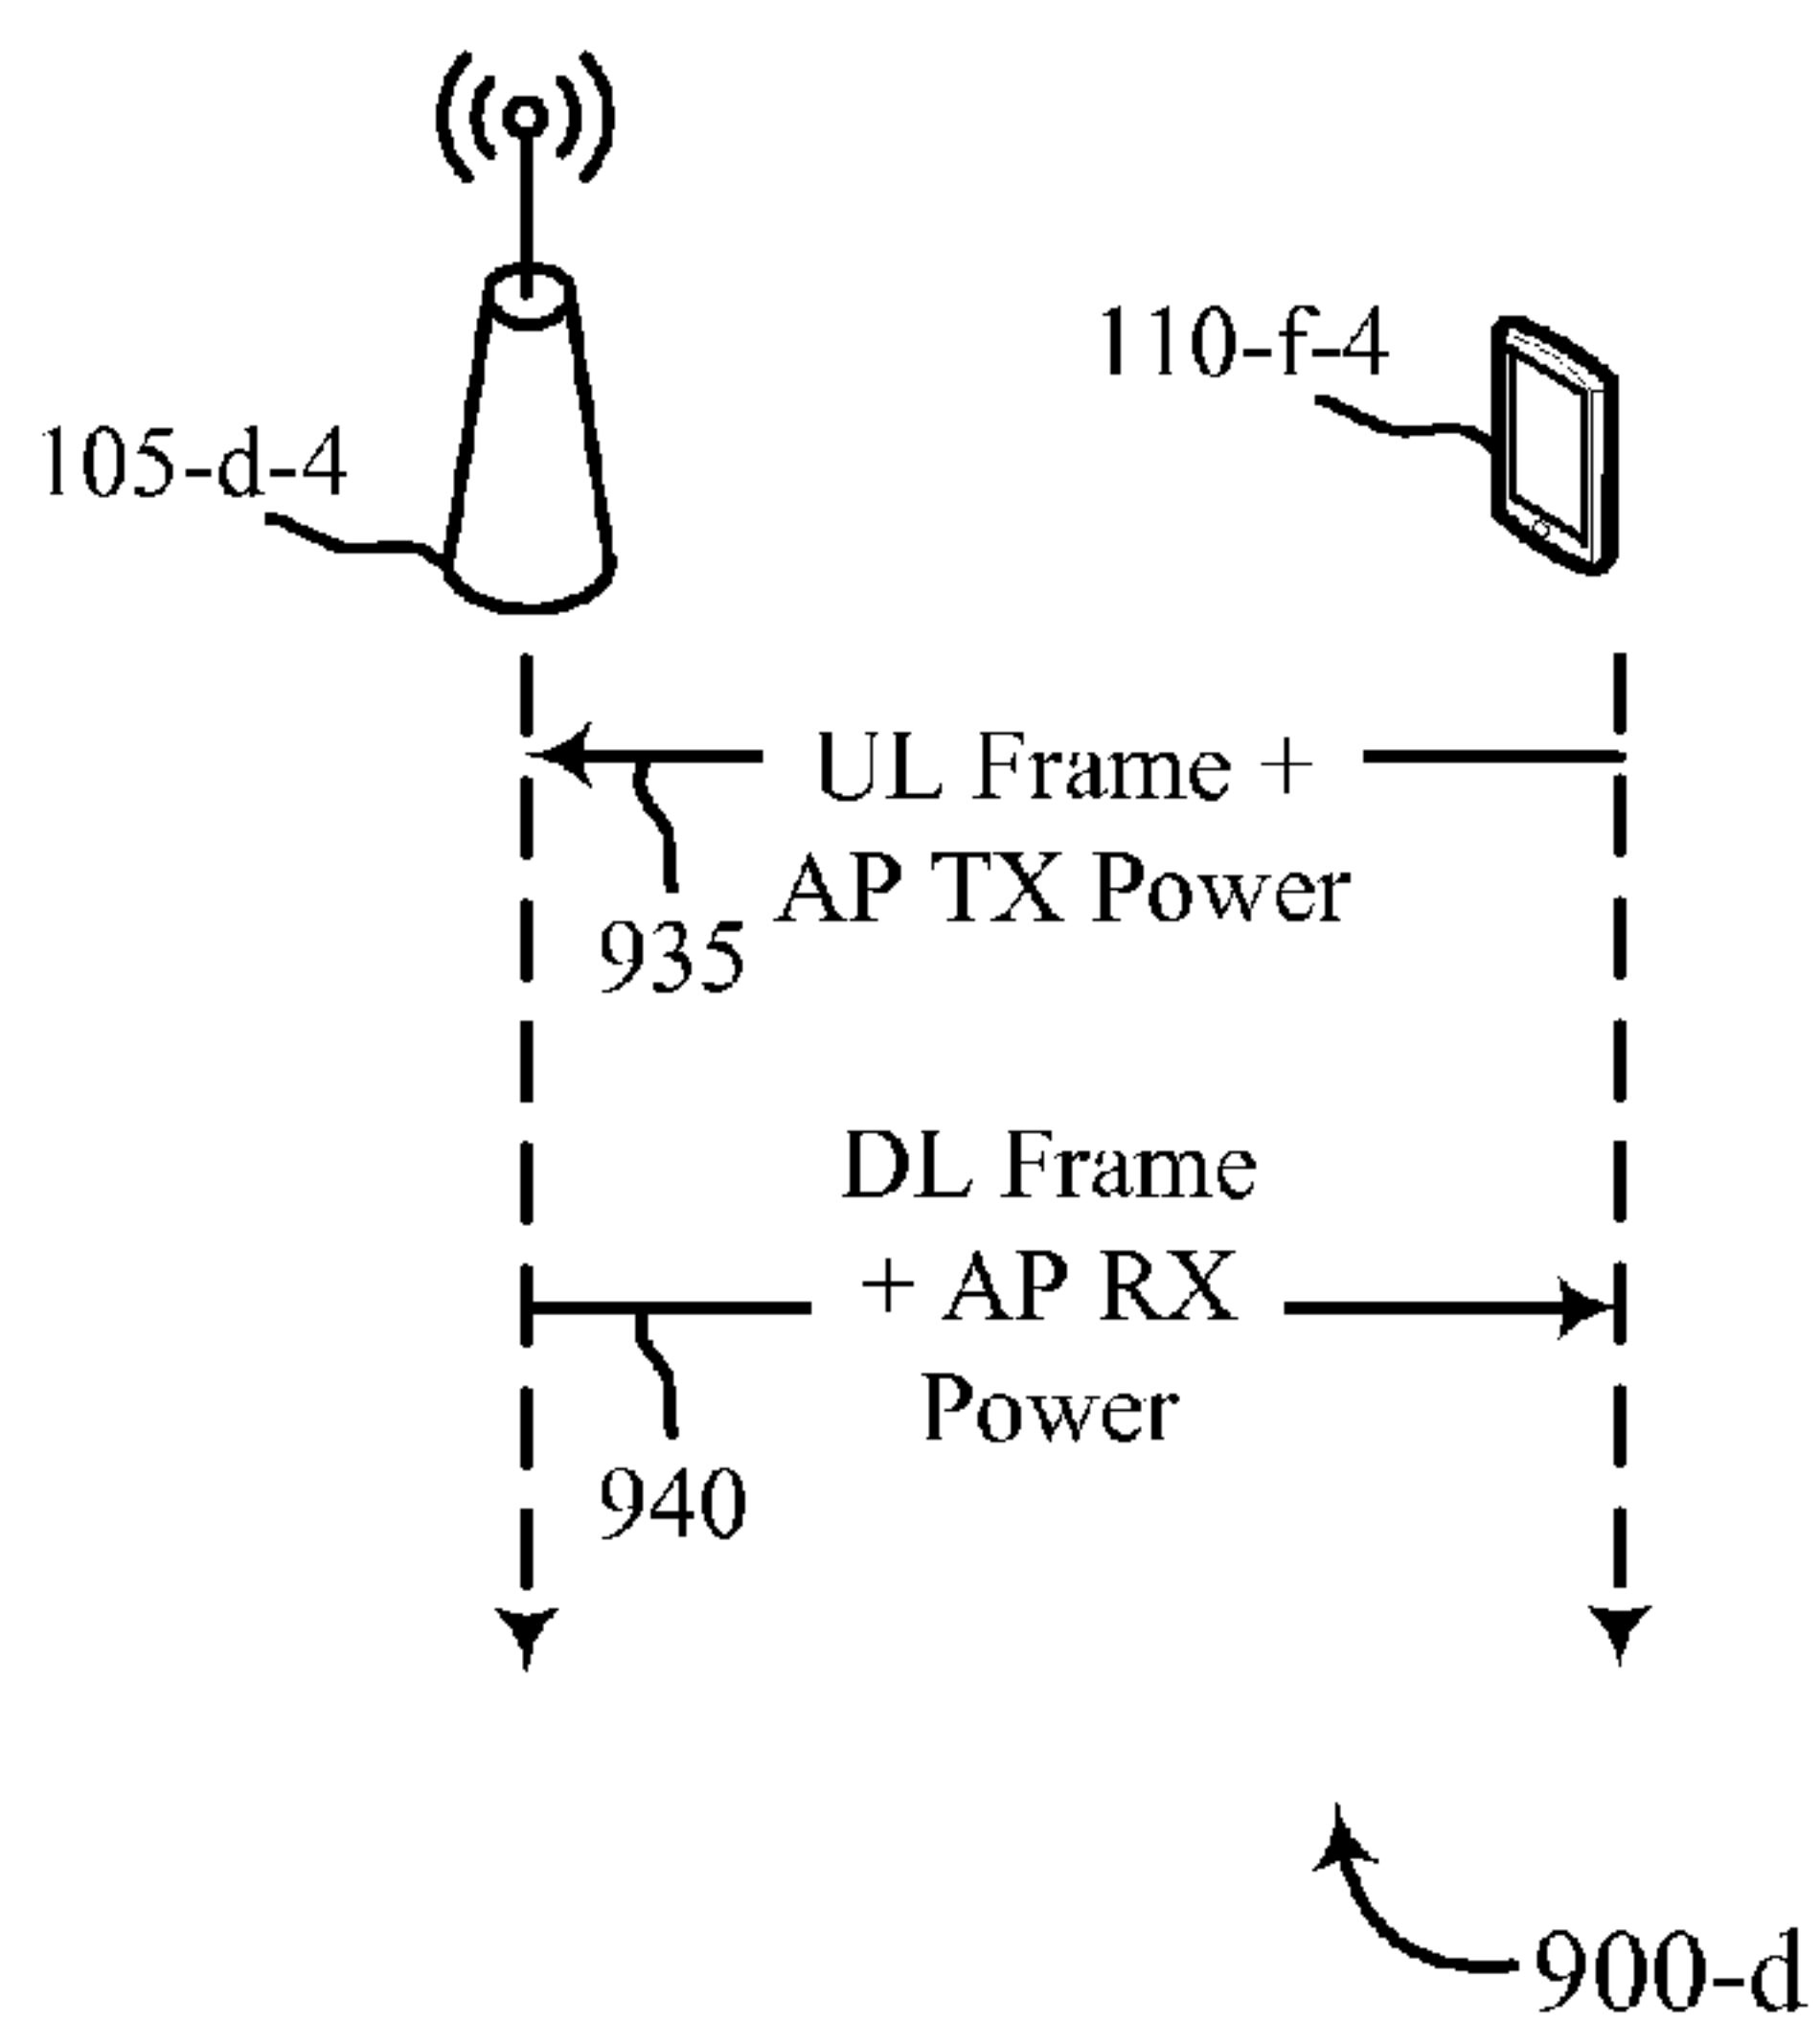 110-f-4
105-d-4
UL Frame +
AP TX Power
935
DL Frame
+ AP RX
Power
940
900-d